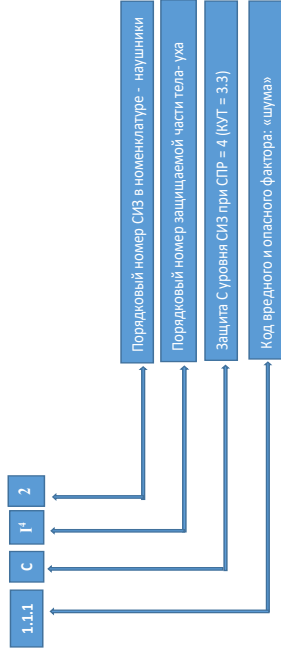 1.1.1
С
I⁴
2
Порядковый номер СИЗ в номенклатуре - наушники
Порядковый номер защищаемой части тела- уха
Защита С уровня СИЗ при СПР = 4 (КУТ = 3.3)
Код вредного и опасного фактора: «шума»